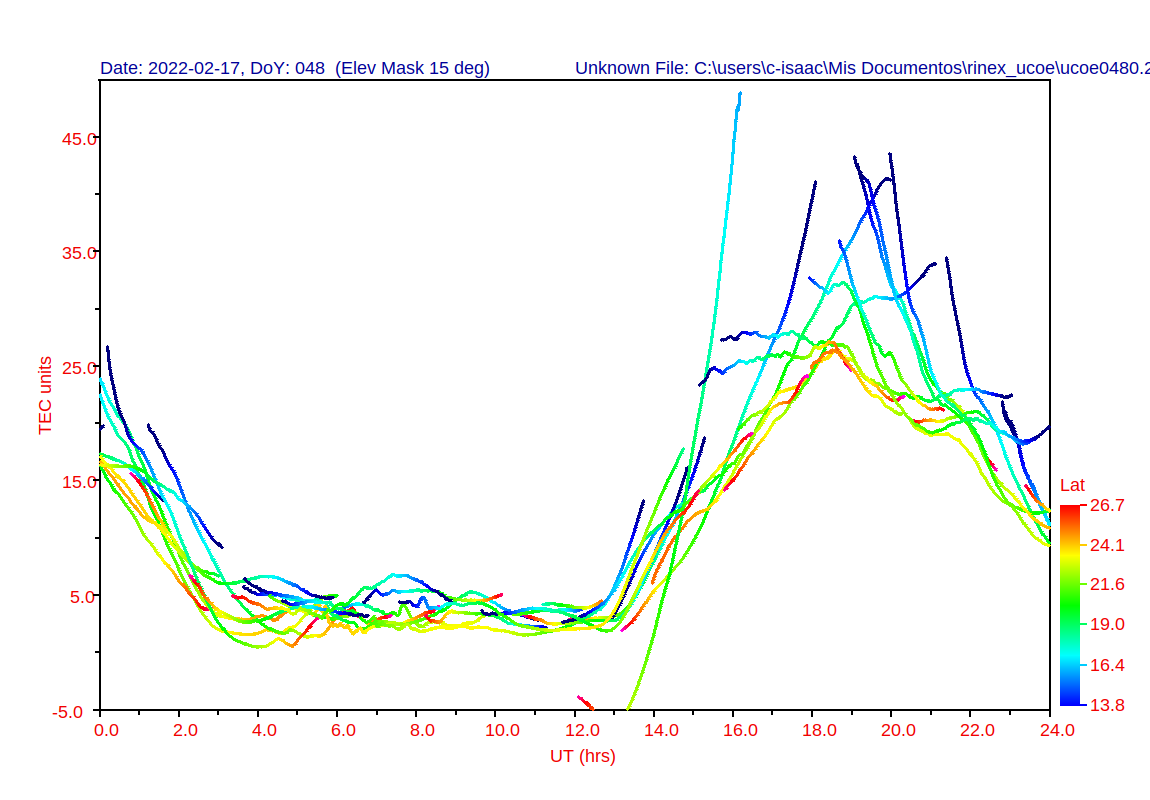 Date: 2022-02-17, DoY: 048  (Elev Mask 15 deg)
Unknown File: C:\users\c-isaac\Mis Documentos\rinex_ucoe\ucoe0480.2
45.0
35.0
25.0
15.0
5.0
-5.0
TEC units
0.0 2.0 4.0 6.0 8.0 10.0 12.0 14.0 16.0 18.0 20.0 22.0 24.0
UT (hrs)
Lat
26.7
24.1
21.6
19.0
16.4
13.8